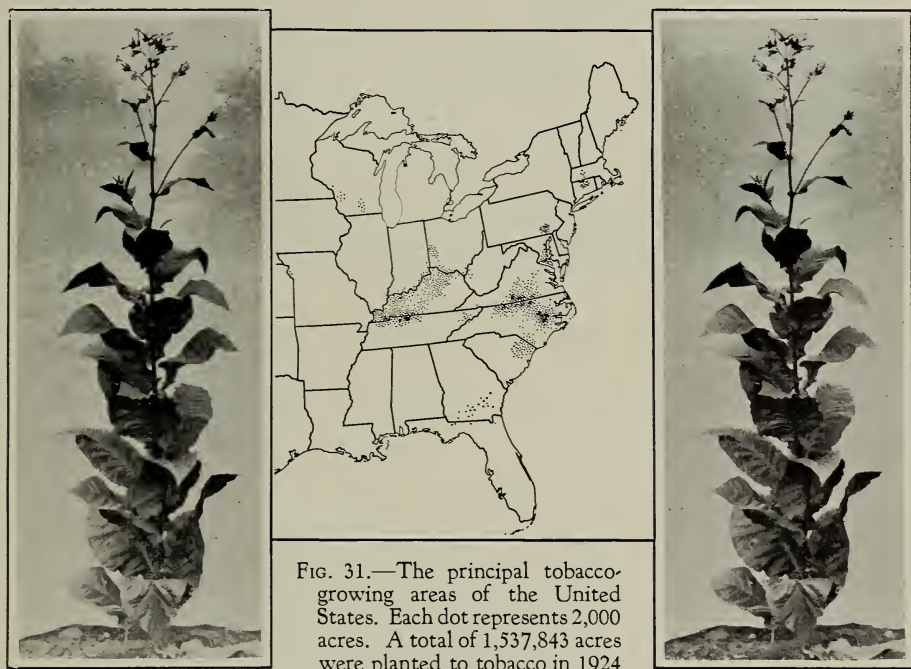 FIG. 31.—The principal tobacco-
growing areas of the United
States. Each dot represents 2,000
acres. A total of 1,537,843 acres
were planted to tobacco in 1924